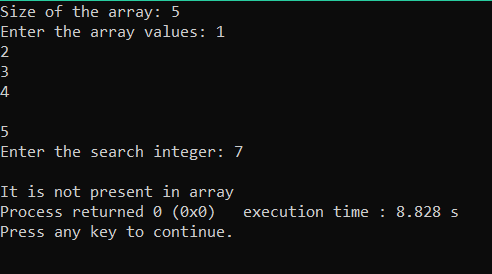 Size of the array: 5
Enter the array values: 1
2
3
4
5
Enter the search integer: 7
It is not present in array
Process returned 0 (0x0)   execution time : 8.828 s
Press any key to continue.